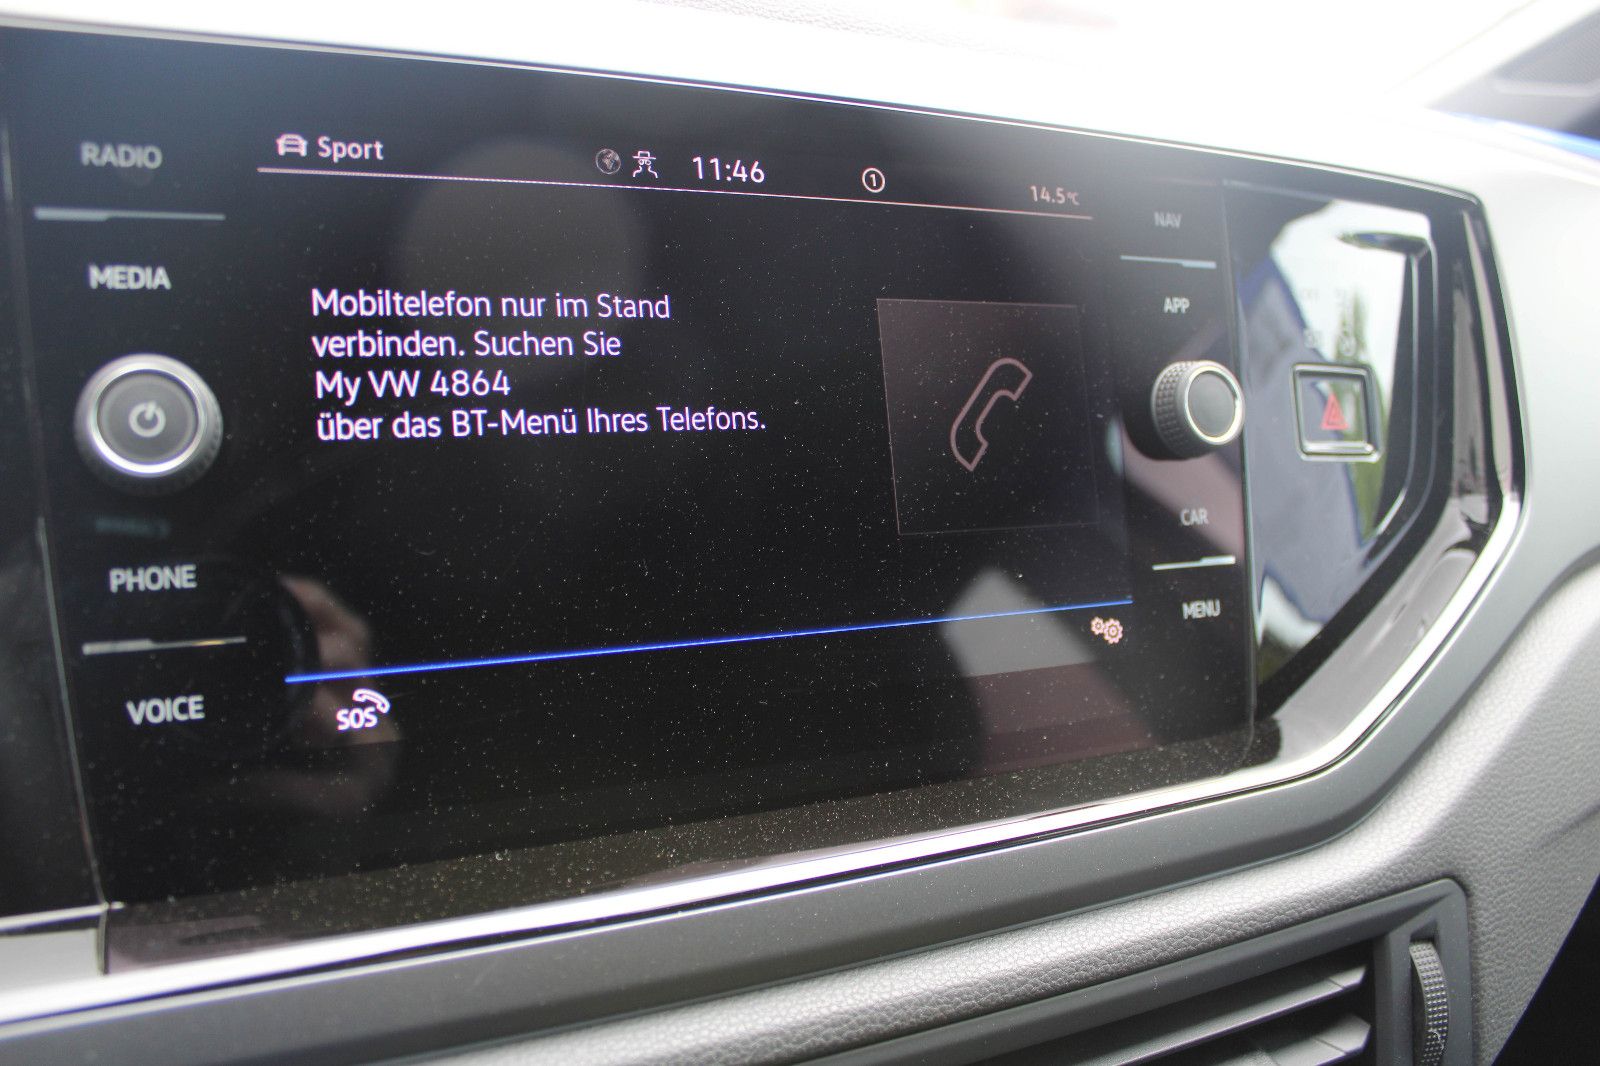 RADIO
MEDIA
PHONE
VOICE
Sport
11:46
1
14.5°C
Mobiltelefon nur im Stand
verbinden. Suchen Sie
My VW 4864
über das BT-Menü Ihres Telefons.
SOS
NAV
APP
CAR
MENU